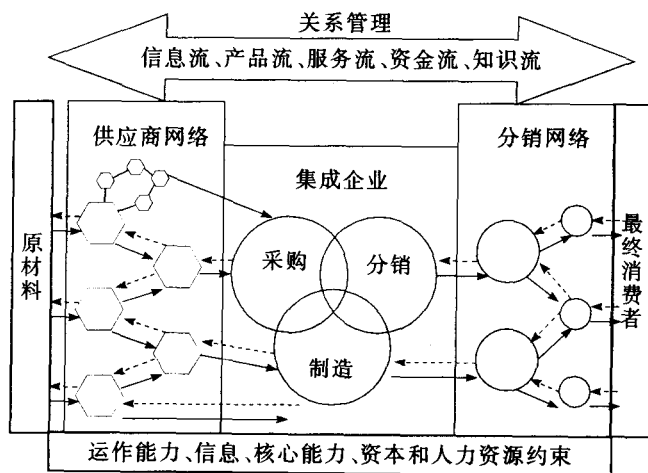 关系管理
信息流、产品流、服务流、资金流、知识流
供应商网络
分销网络
集成企业
原材料
采购
分销
制造
最终消费者
运作能力、信息、核心能力、资本和人力资源约束